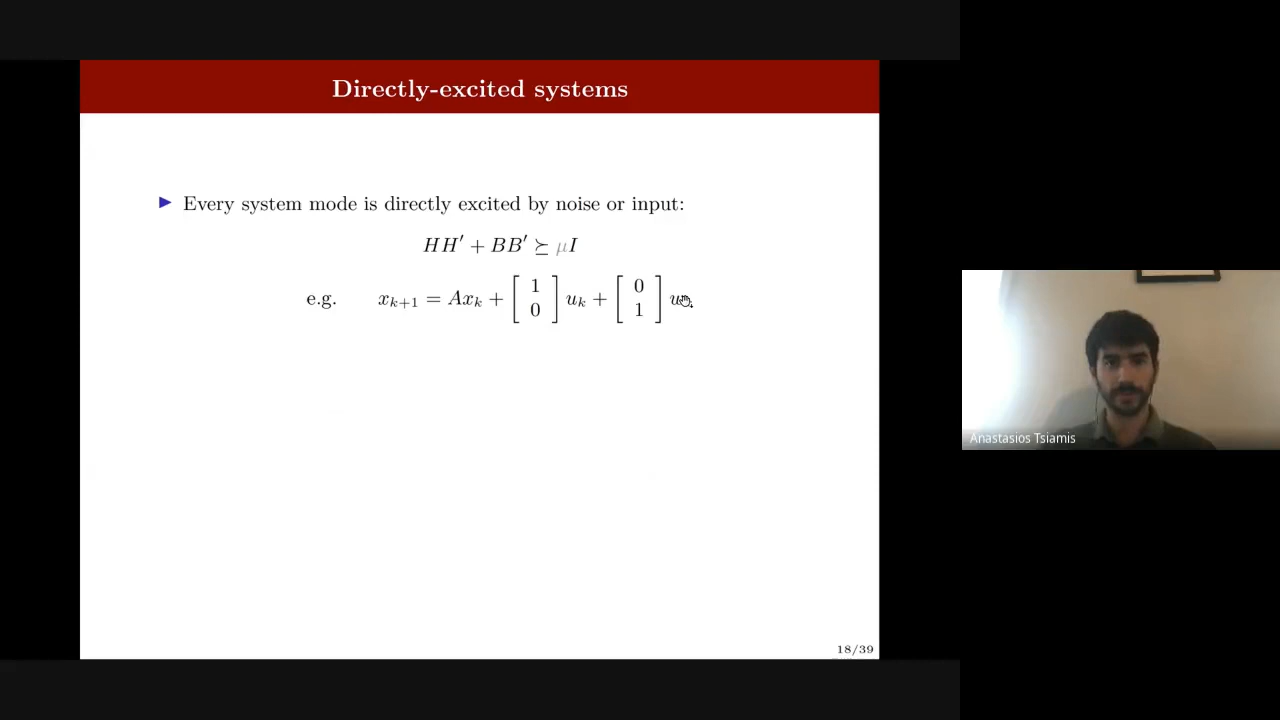 Directly-excited systems
▶ Every system mode is directly excited by noise or input:
HH′ + BB′ ⪰ μI
e.g. x_{k+1} = Ax_k + [1 0] u_k + [0 1]
18/39
Anastasios Tsiamis